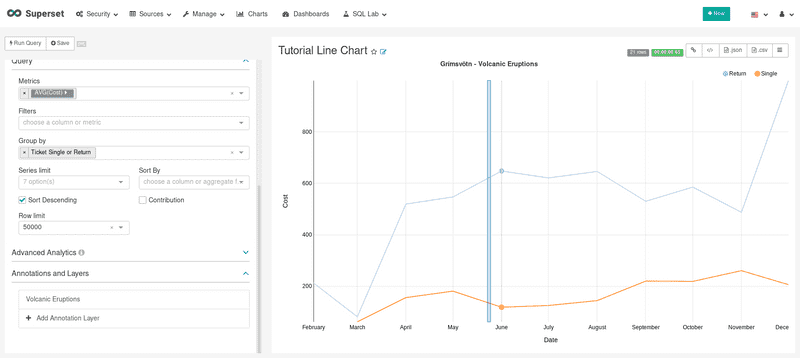 Superset Security Sources Manage Charts Dashboards SQL Lab + New
Run Query Save
Tutorial Line Chart
21 rows 00:00:00.62
.json .csv
Query
Metrics
× AVG(Cost)
Filters
choose a column or metric
Group by
× Ticket Single or Return
Series limit Sort By
7 option(s) choose a column or aggregate f
Sort Descending Contribution
Row limit
50000
Advanced Analytics
Annotations and Layers
Volcanic Eruptions
+ Add Annotation Layer
Grímsvötn - Volcanic Eruptions
Return Single
800
600
400
200
Cost
February March April May June July August September October November Dece
Date